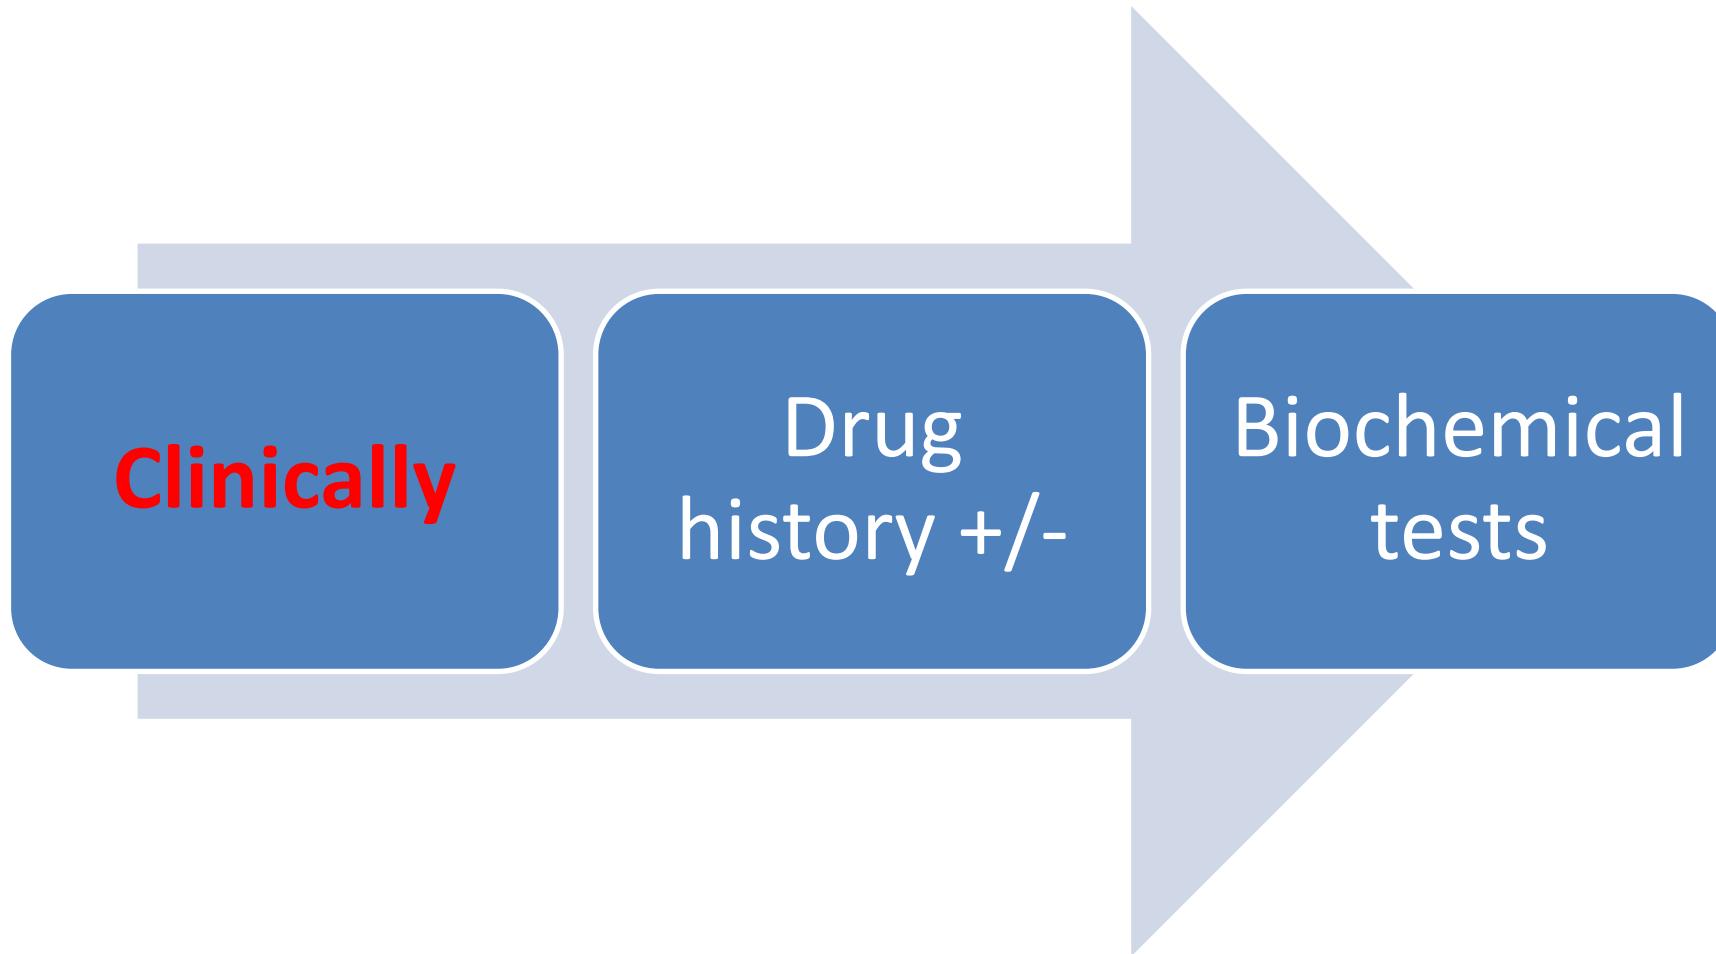 Clinically
Drug
history +/-
Biochemical
tests